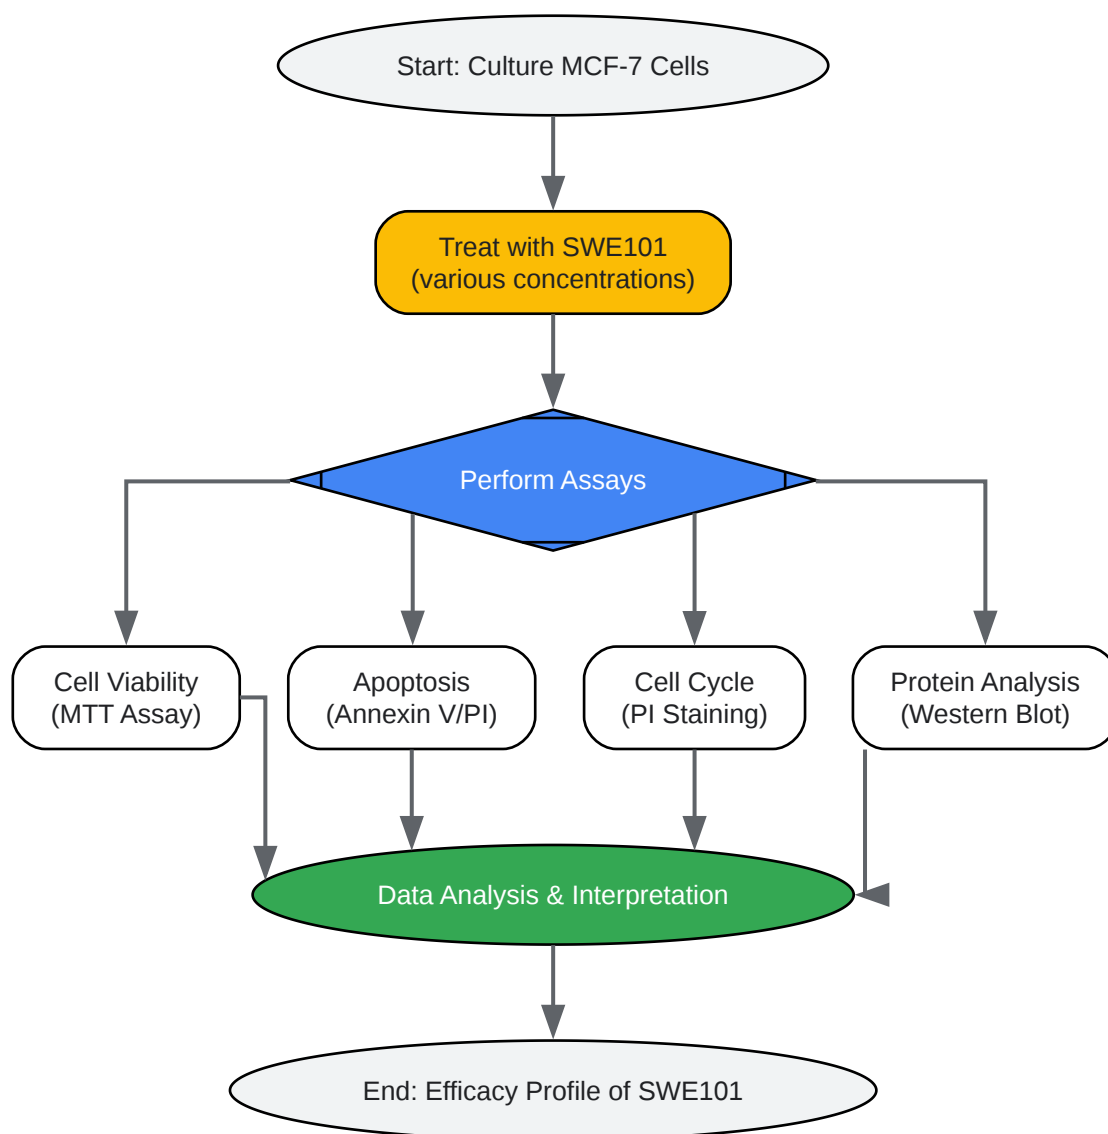 Start: Culture MCF-7 Cells
Treat with SWE101
(various concentrations)
Perform Assays
Cell Viability
(MTT Assay)
Apoptosis
(Annexin V/PI)
Cell Cycle
(PI Staining)
Protein Analysis
(Western Blot)
Data Analysis & Interpretation
End: Efficacy Profile of SWE101